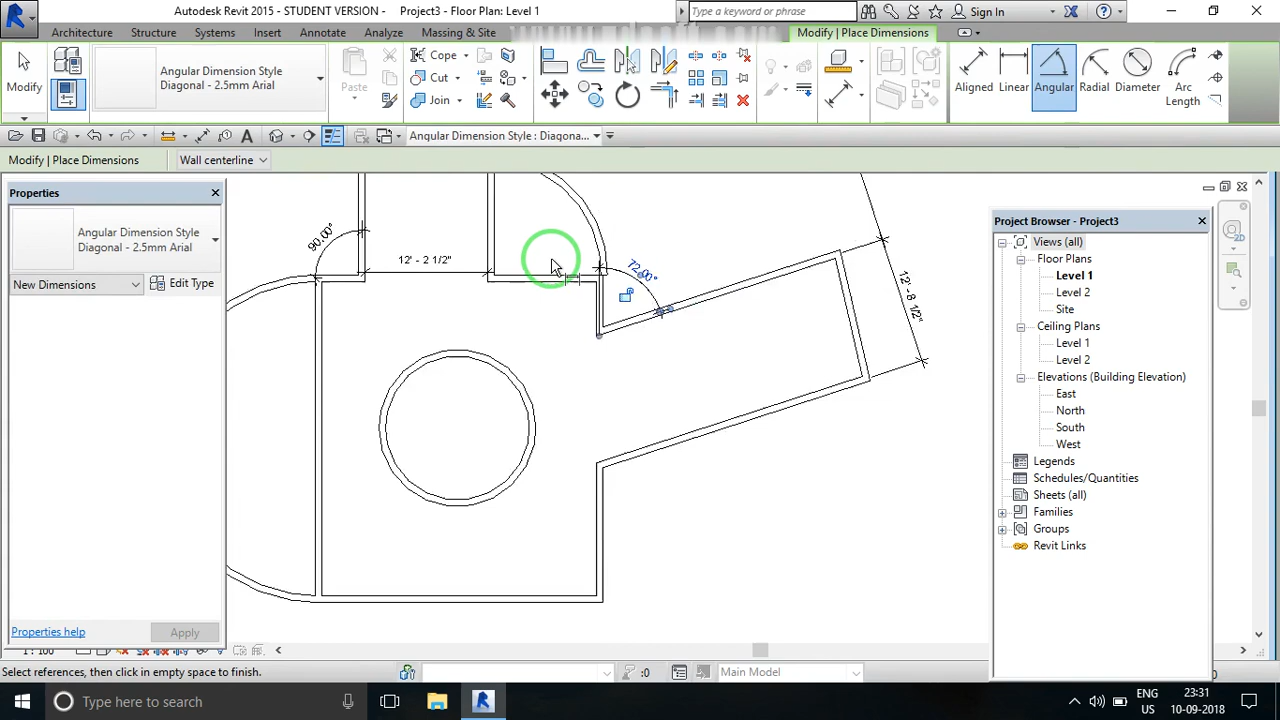 Autodesk Revit 2015 - STUDENT VERSION - Project3 - Floor Plan: Level 1
Type a keyword or phrase
Sign In
Architecture Structure Systems Insert Annotate Analyze Massing & Site Modify | Place Dimensions
Modify
Angular Dimension Style
Diagonal - 2.5mm Arial
Paste
Cope
Cut
Join
Aligned Linear Angular Radial Diameter Arc
Length
Angular Dimension Style : Diagona...
Modify | Place Dimensions
Wall centerline
Properties
Angular Dimension Style
Diagonal - 2.5mm Arial
New Dimensions
Edit Type
Properties help
Apply
90.00°
12' - 2 1/2"
72.00°
12' - 8 1/2"
Project Browser - Project3
Views (all)
Floor Plans
Level 1
Level 2
Site
Ceiling Plans
Level 1
Level 2
Elevations (Building Elevation)
East
North
South
West
Legends
Schedules/Quantities
Sheets (all)
Families
Groups
Revit Links
1 : 100
Select references, then click in empty space to finish.
:0
Main Model
Type here to search
ENG
US
23:31
10-09-2018